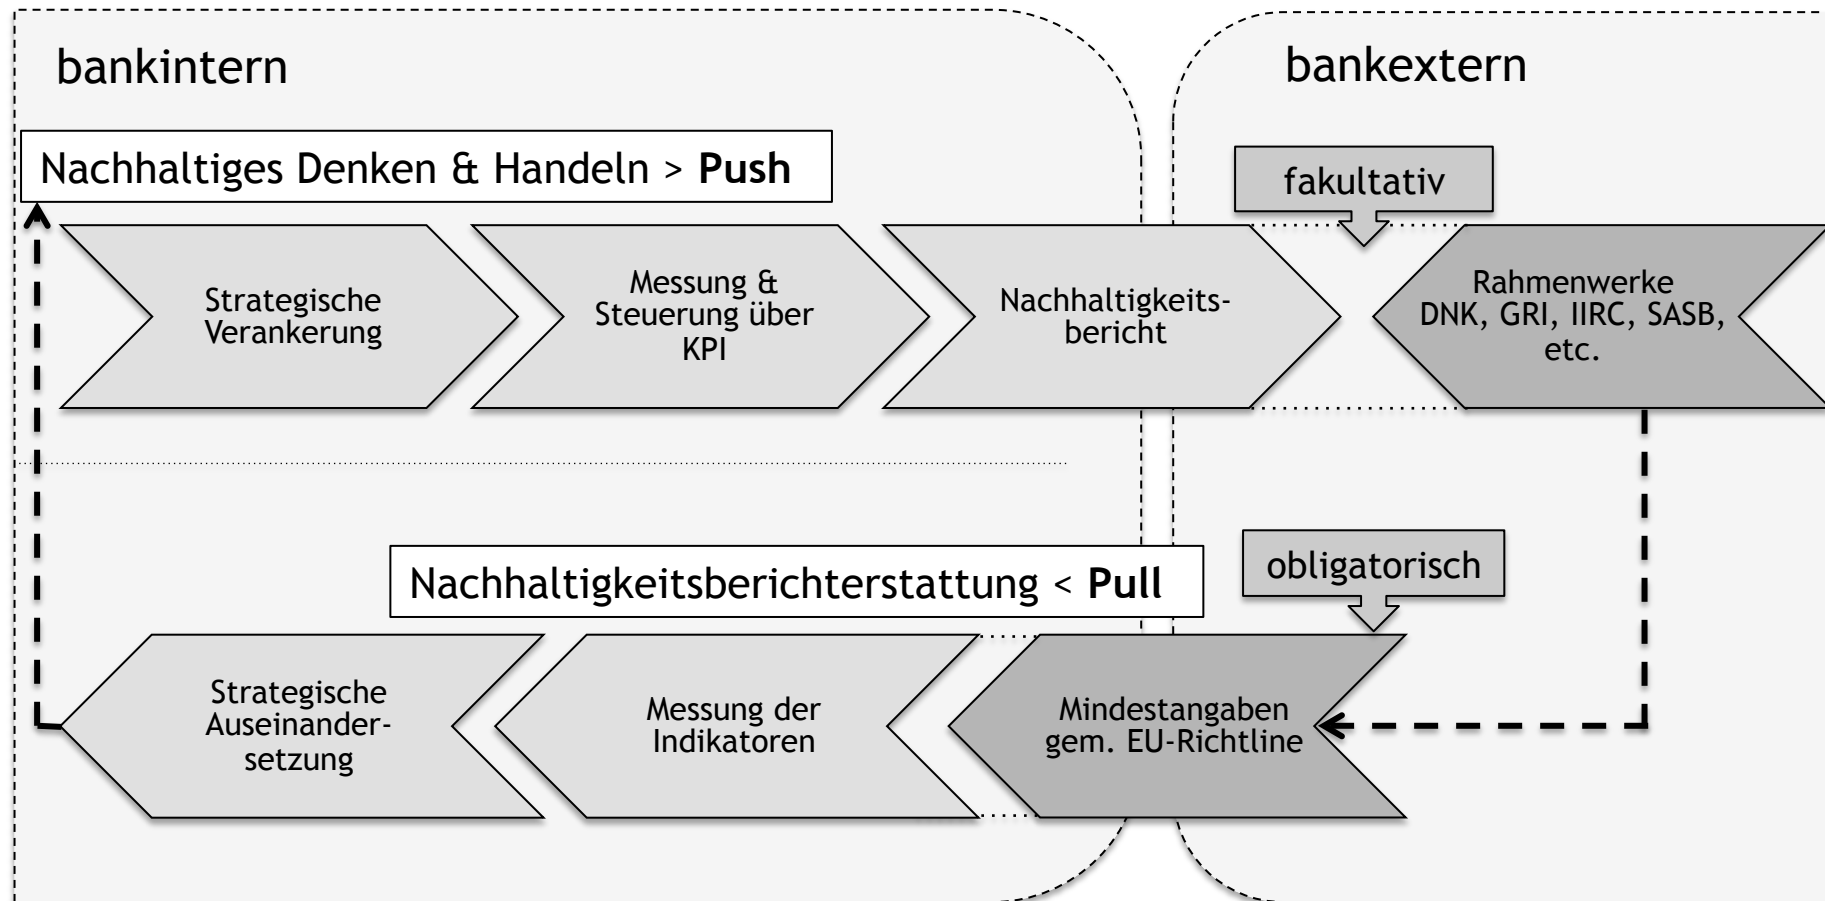 bankintern
bankextern
Nachhaltiges Denken & Handeln > Push
fakultativ
Strategische
Verankerung
Messung &
Steuerung über
KPI
Nachhaltigkeits-
bericht
Rahmenwerke
DNK, GRI, IIRC, SASB,
etc.
Nachhaltigkeitsberichterstattung < Pull
obligatorisch
Strategische
Auseinander-
setzung
Messung der
Indikatoren
Mindestangaben
gem. EU-Richtline